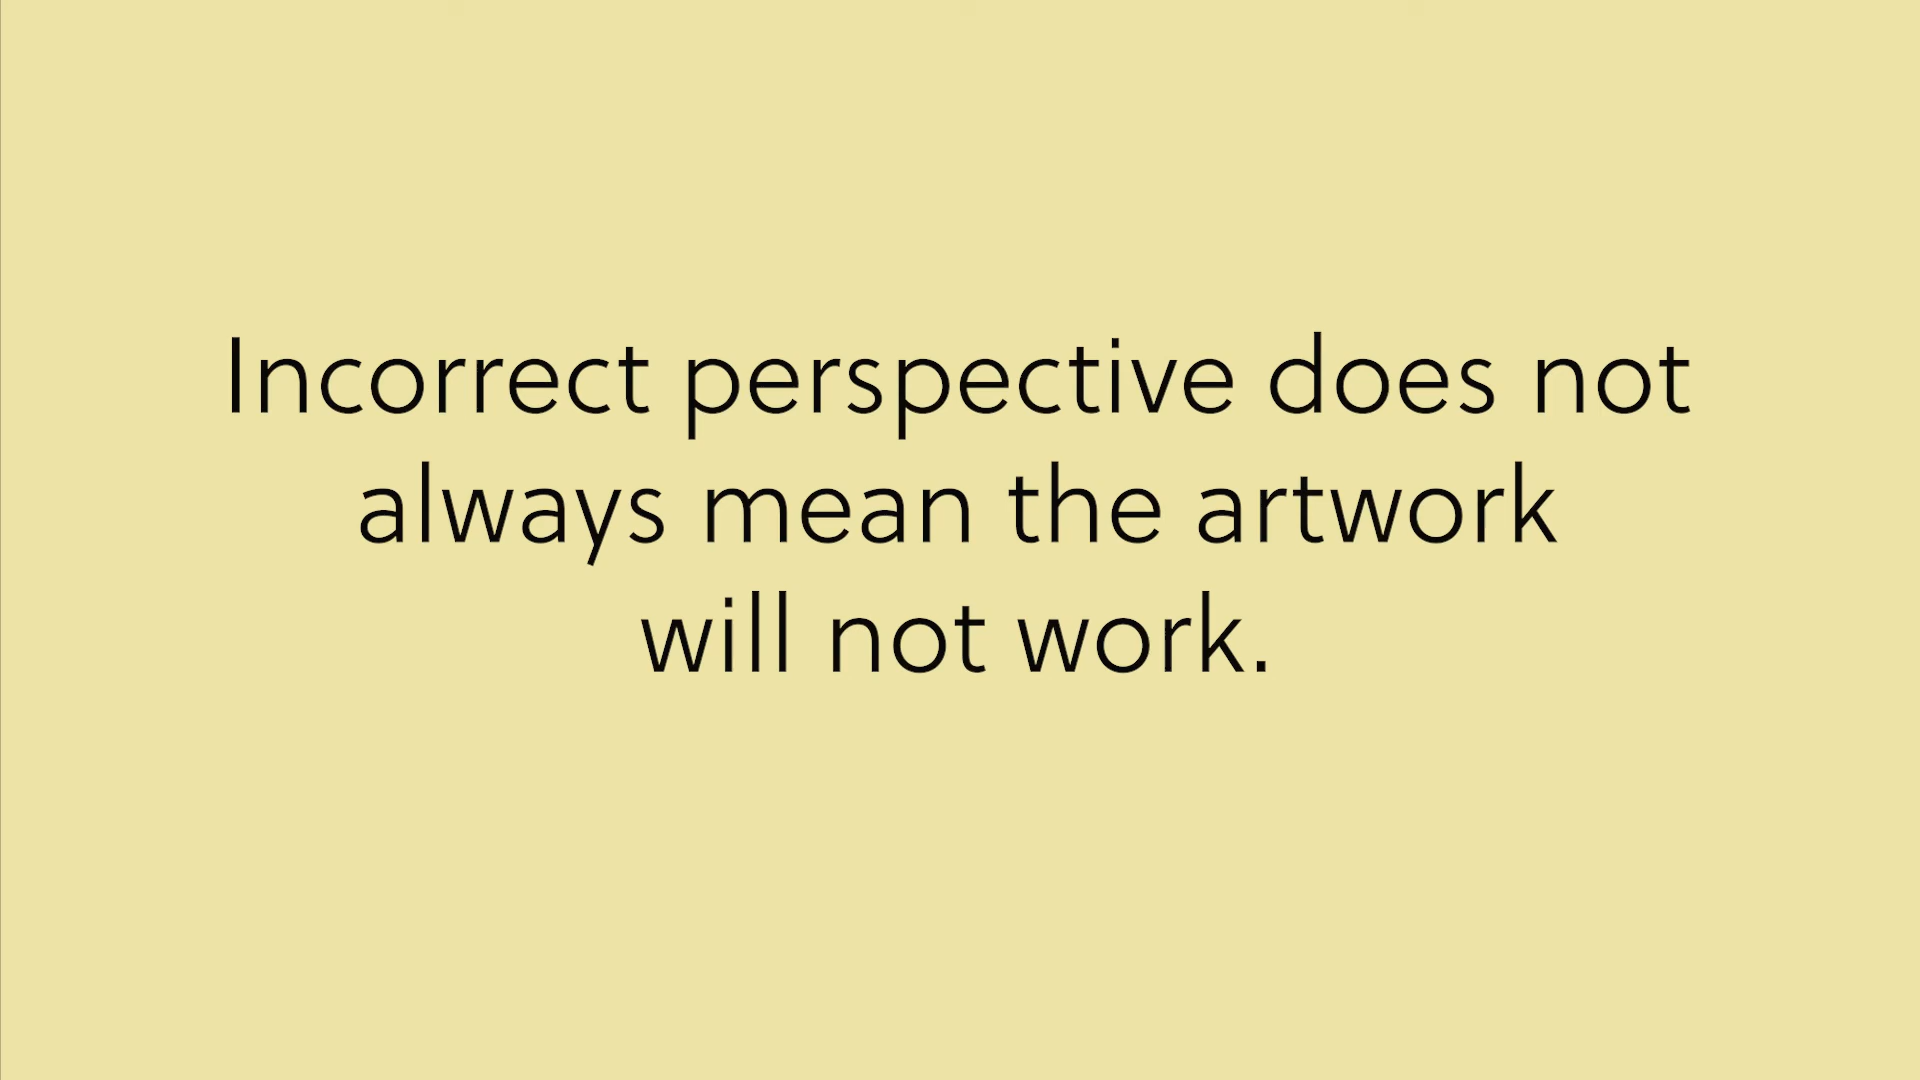 Incorrect perspective does not
always mean the artwork
will not work.